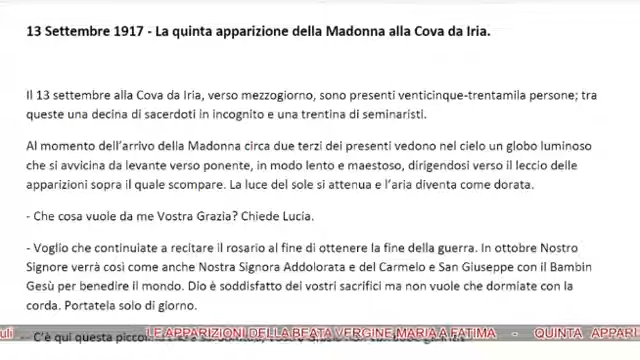 13 Settembre 1917 - La quinta apparizione della Madonna alla Cova da Iria.
Il 13 settembre alla Cova da Iria, verso mezzogiorno, sono presenti venticinque-trentamila persone; tra
queste una decina di sacerdoti in incognito e una trentina di seminaristi.
Al momento dell'arrivo della Madonna circa due terzi dei presenti vedono nel cielo un globo luminoso
che si avvicina da levante verso ponente, in modo lento e maestoso, dirigendosi verso il leccio delle
apparizioni sopra il quale scompare. La luce del sole si attenua e l'aria diventa come dorata.
- Che cosa vuole da me Vostra Grazia? Chiede Lucia.
- Voglio che continuiate a recitare il rosario al fine di ottenere la fine della guerra. In ottobre Nostro
Signore verrà così come anche Nostra Signora Addolorata e del Carmelo e San Giuseppe con il Bambin
Gesù per benedire il mondo. Dio è soddisfatto dei vostri sacrifici ma non vuole che dormiate con la
corda. Portatela solo di giorno.
- C'è qui questa
uli LE APPARIZIONI DELLA BEATA VERGINE MARIA A FATIMA - QUINTA APPARI